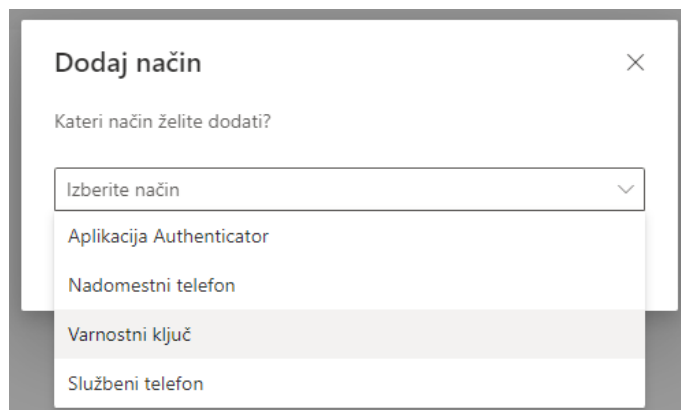 Dodaj način
Kateri način želite dodati?
Izberite način
Aplikacija Authenticator
Nadomestni telefon
Varnostni ključ
Službeni telefon